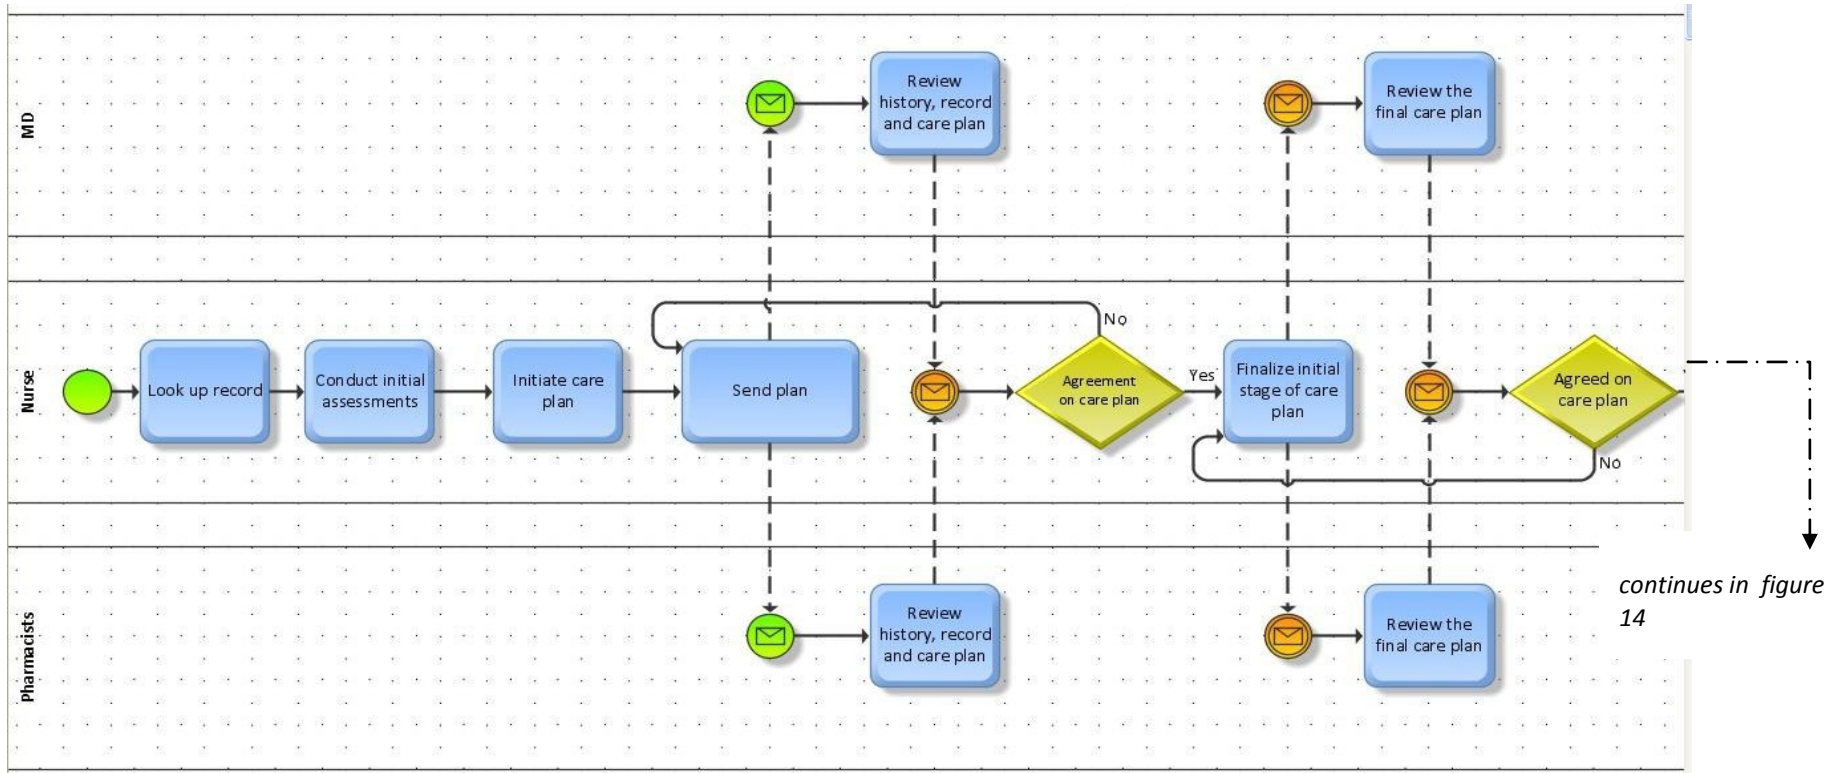 MD
Review
history, record
and care plan
Review the
final care plan
Nurse
Look up record
Conduct initial
assessments
Initiate care
plan
Send plan
No
Agreement
on care plan
Yes
Finalize initial
stage of care
plan
Agreed on
care plan
No
Pharmacists
Review
history, record
and care plan
Review the
final care plan
continues in figure
14